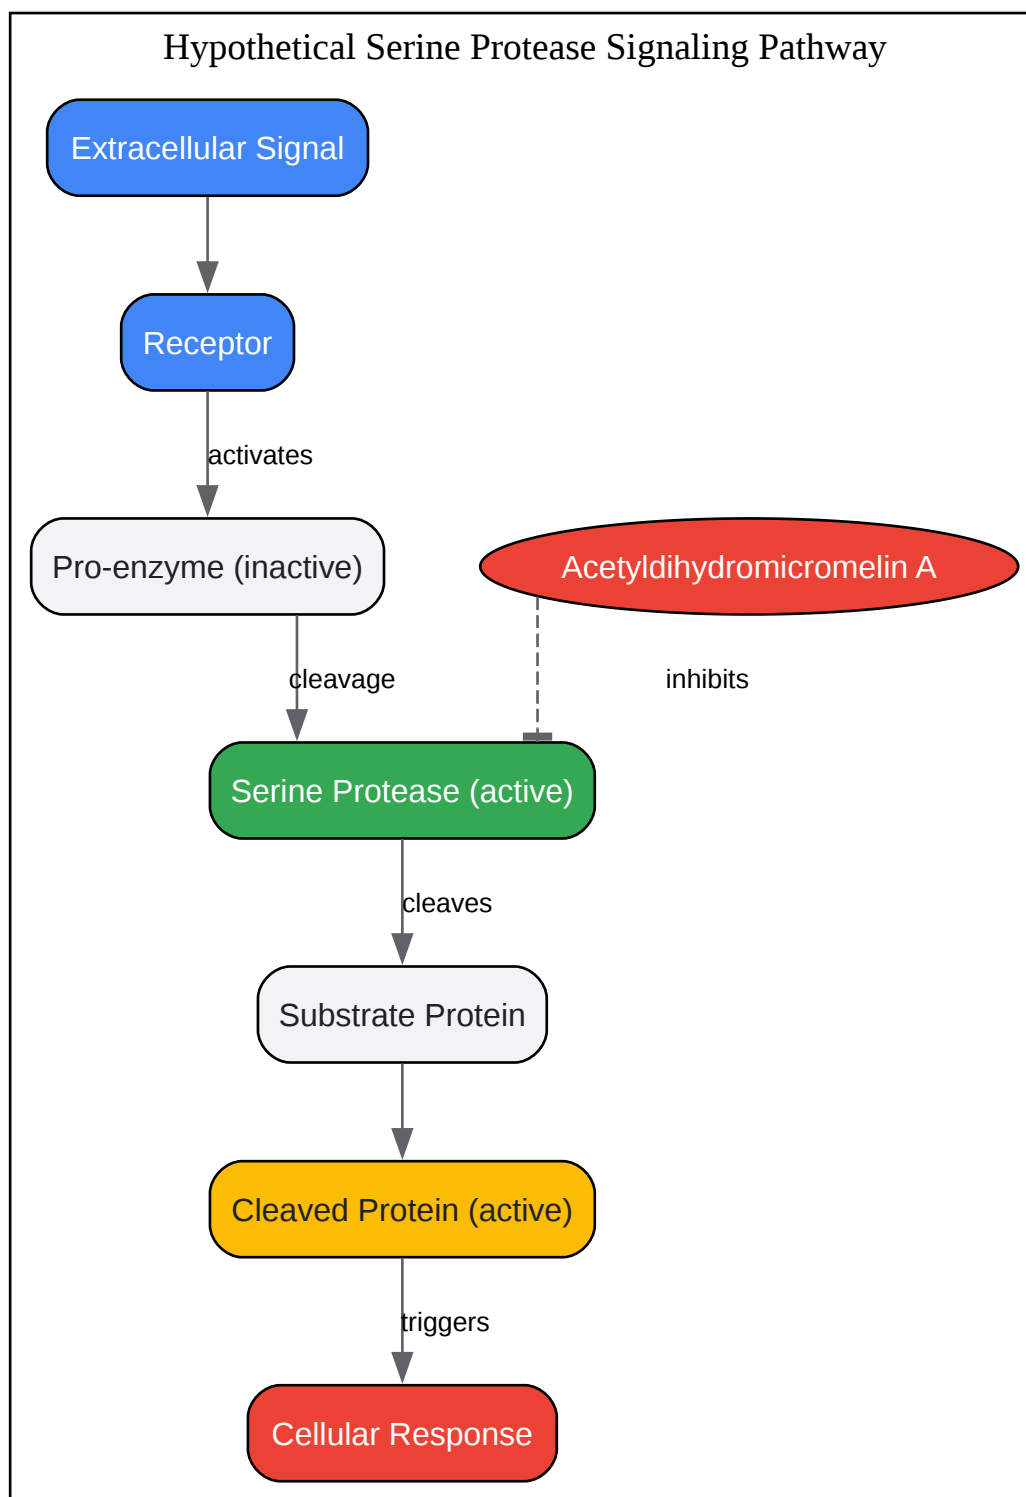 Hypothetical Serine Protease Signaling Pathway
Extracellular Signal
Receptor
activates
Pro-enzyme (inactive)
Acetyldihydromicromelin A
cleavage
inhibits
Serine Protease (active)
cleaves
Substrate Protein
Cleaved Protein (active)
triggers
Cellular Response